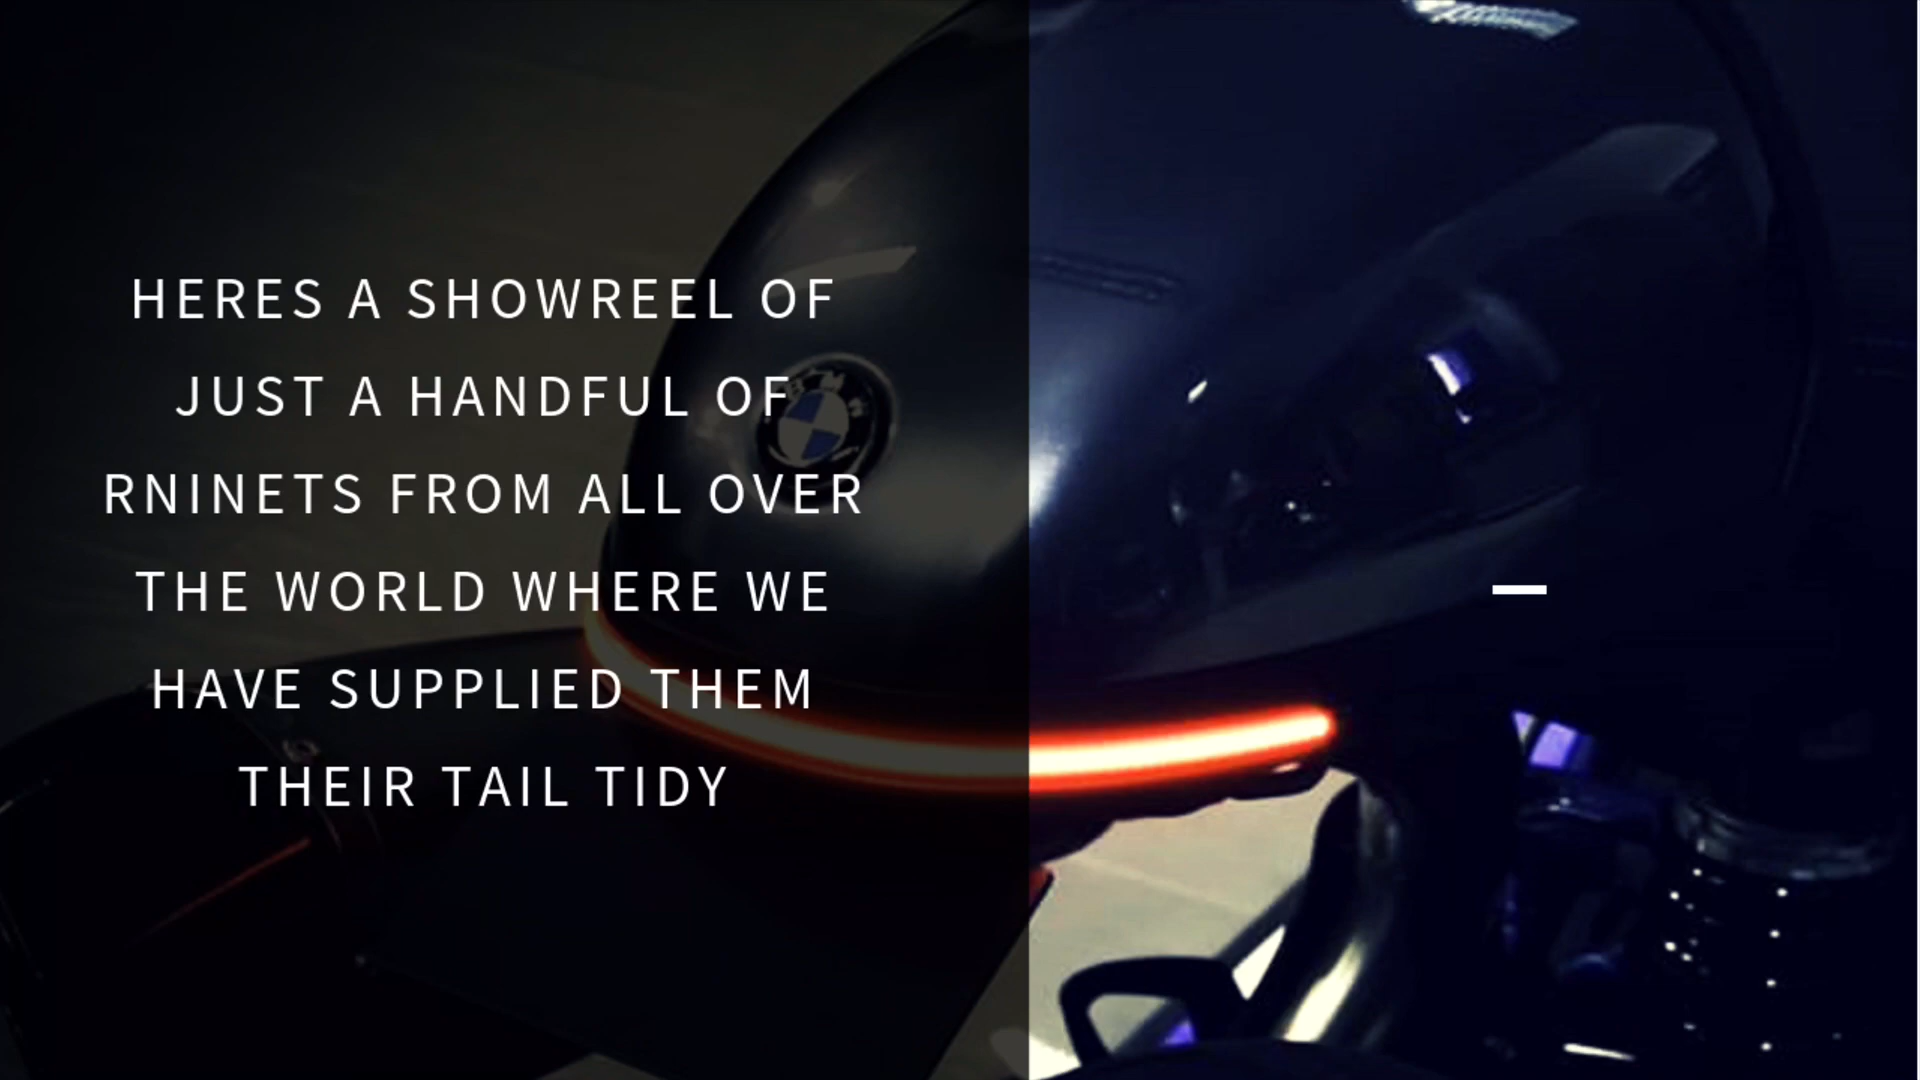 HERES A SHOWREEL OF
JUST A HANDFUL OF
RNINETS FROM ALL OVER
THE WORLD WHERE WE
HAVE SUPPLIED THEM
THEIR TAIL TIDY
BMW